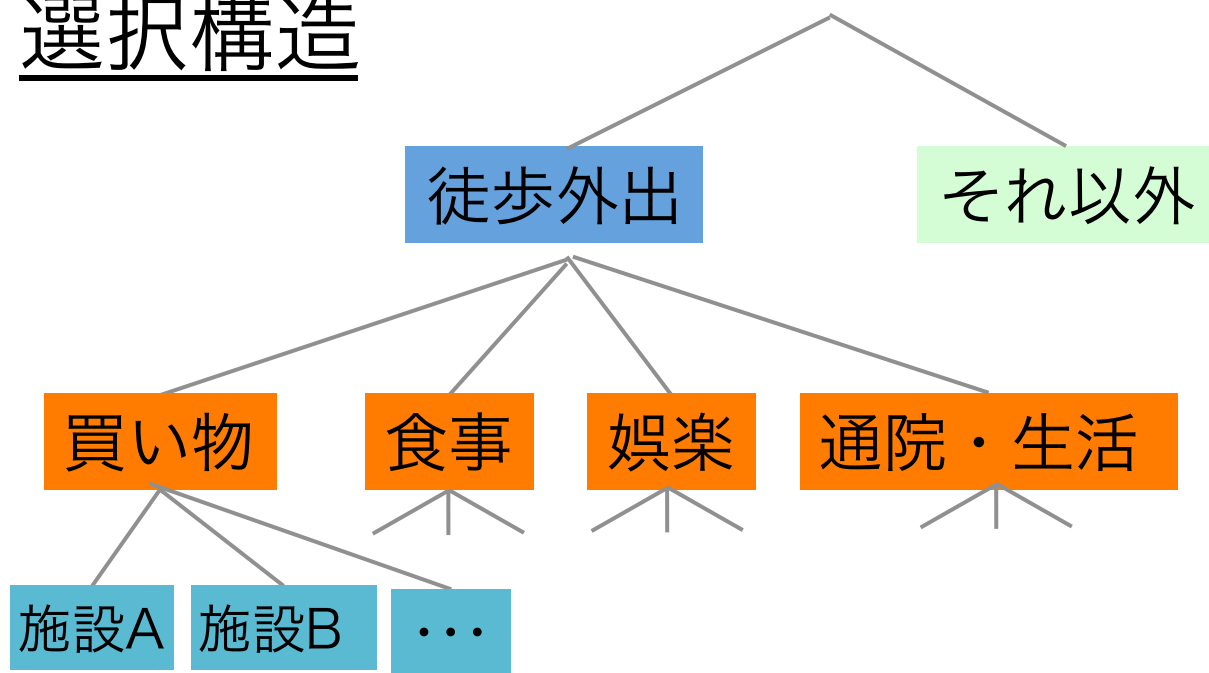 選択構造
徒歩外出
それ以外
買い物
食事
娯楽
通院・生活
施設A
施設B
・・・